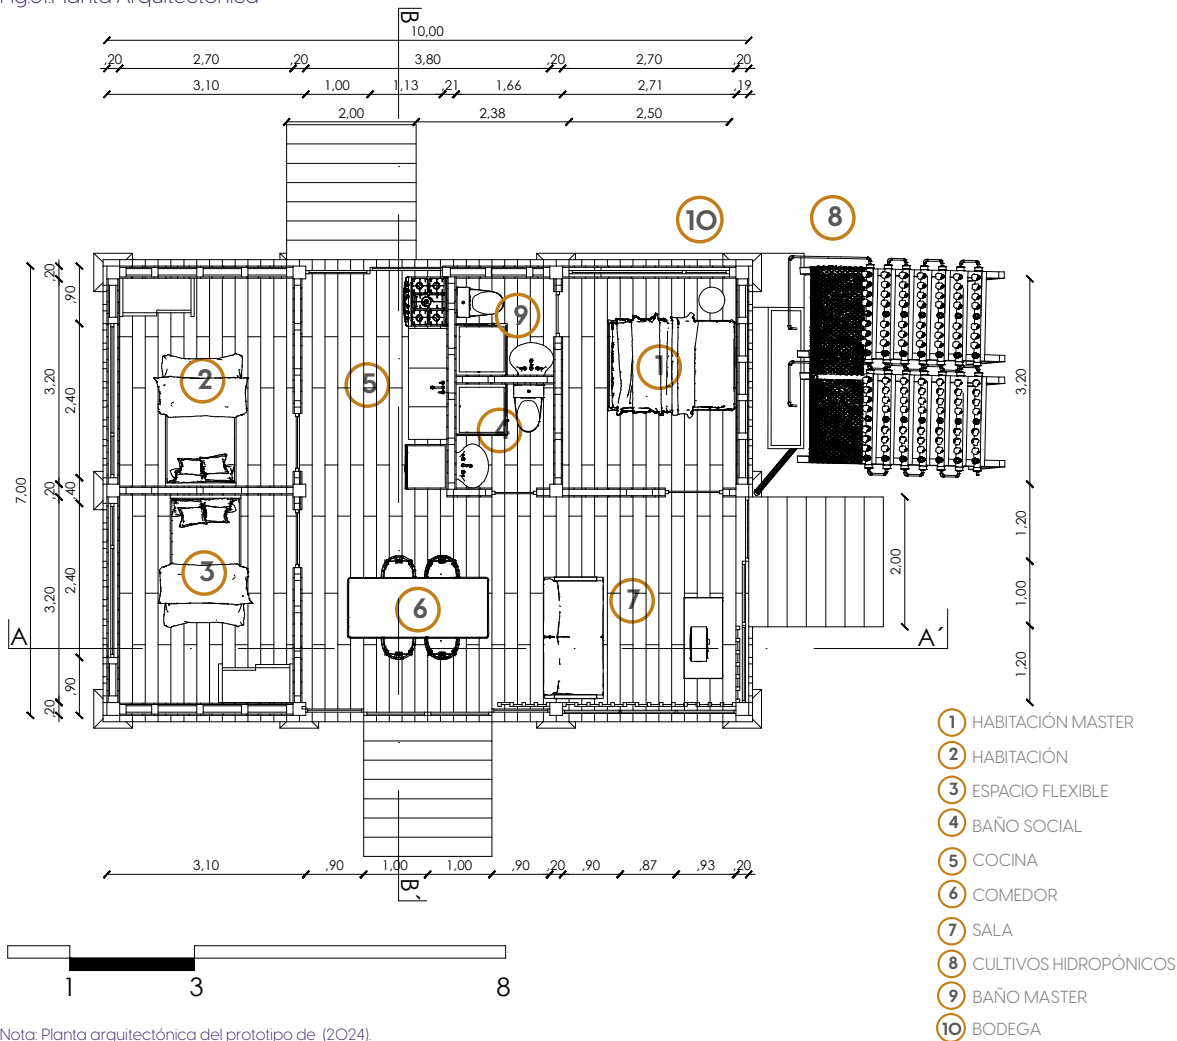 Fig.01.Planta Arquitectónica
B
10,00
,20 2,70 ,20 3,80 ,20 2,70 ,20
3,10 1,00 1,13 ,21 1,66 2,71 ,19
2,00 2,38 2,50
10 8
,20 ,90 3,20 2,40 ,20 ,40 7,00 3,20 2,40 ,90 ,20
9
1
2
5
4
3
6
7
3,20
1,20
2,00
1,00
1,20
A A´
3,10 ,90 1,00 1,00 ,90 ,20 ,90 ,87 ,93 ,20
B´
1 3 8
1 HABITACIÓN MASTER
2 HABITACIÓN
3 ESPACIO FLEXIBLE
4 BAÑO SOCIAL
5 COCINA
6 COMEDOR
7 SALA
8 CULTIVOS HIDROPÓNICOS
9 BAÑO MASTER
10 BODEGA
Nota: Planta arquitectónica del prototipo de (2024).